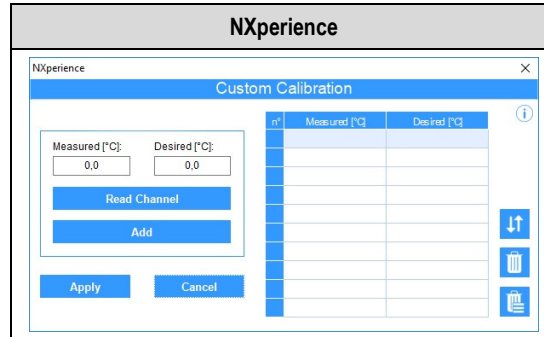 NXperience
NXperience
Custom Calibration
Measured [°C]: Desired [°C]:
0,0 0,0
Read Channel
Add
Apply Cancel
n° Measured [°C] Desired [°C]
i